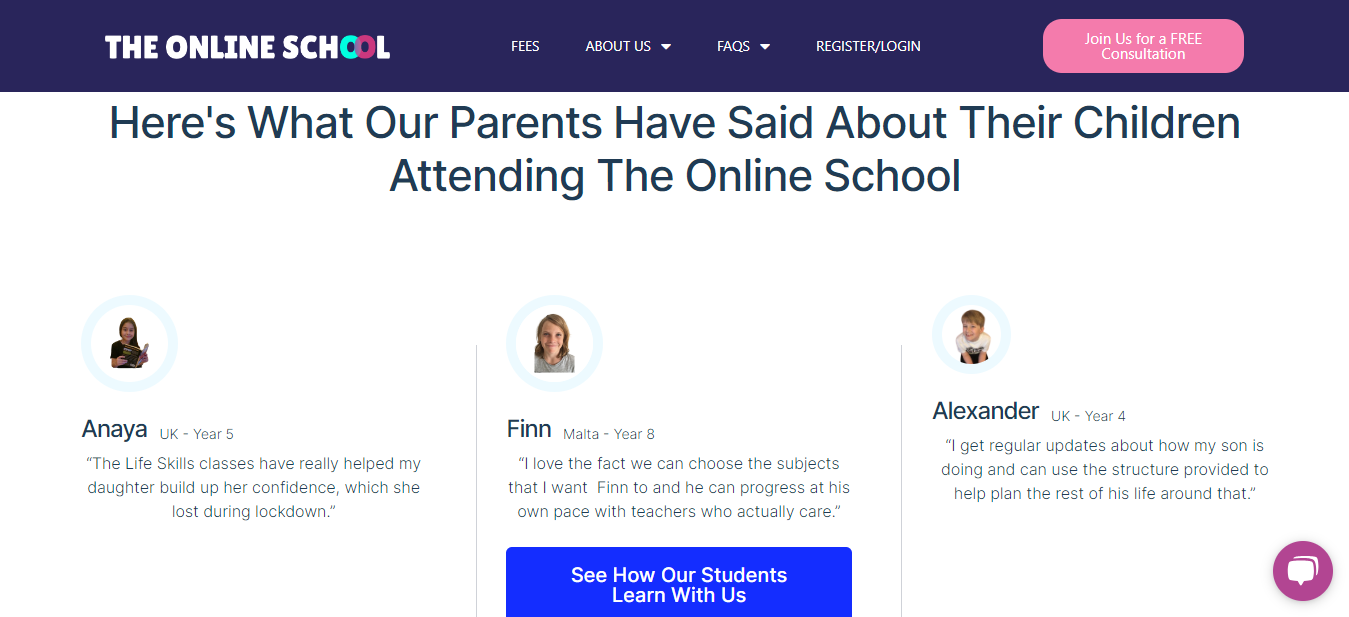 THE ONLINE SCHOOL
FEES
ABOUT US
FAQS
REGISTER/LOGIN
Join Us for a FREE
Consultation
Here's What Our Parents Have Said About Their Children
Attending The Online School
Anaya UK - Year 5
“The Life Skills classes have really helped my
daughter build up her confidence, which she
lost during lockdown.”
Finn Malta - Year 8
“I love the fact we can choose the subjects
that I want Finn to and he can progress at his
own pace with teachers who actually care.”
See How Our Students
Learn With Us
Alexander UK - Year 4
“I get regular updates about how my son is
doing and can use the structure provided to
help plan the rest of his life around that.”